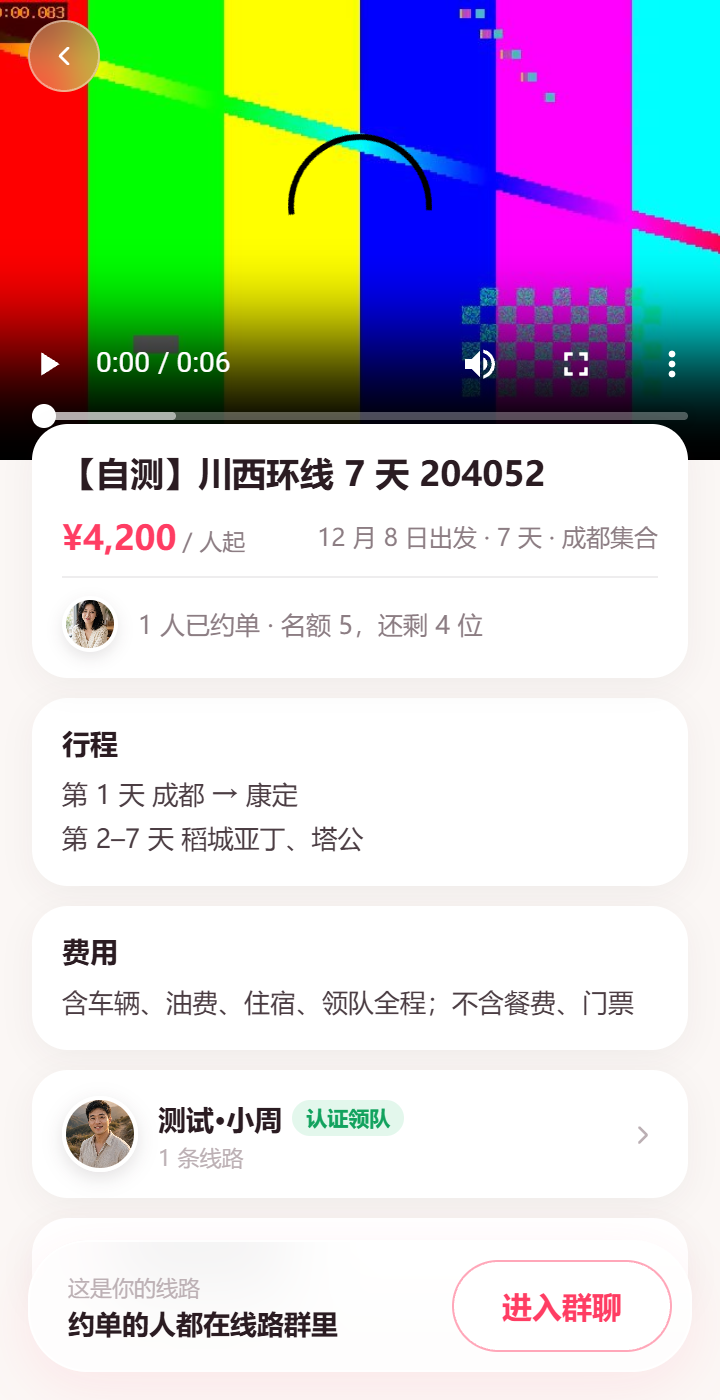 :00.083
0:00 / 0:06
【自测】川西环线 7 天 204052
¥4,200 / 人起
12 月 8 日出发 · 7 天 · 成都集合
1 人已约单 · 名额 5，还剩 4 位
行程
第 1 天 成都 → 康定
第 2–7 天 稻城亚丁、塔公
费用
含车辆、油费、住宿、领队全程；不含餐费、门票
测试•小周 认证领队
1 条线路
这是你的线路
约单的人都在线路群里
进入群聊